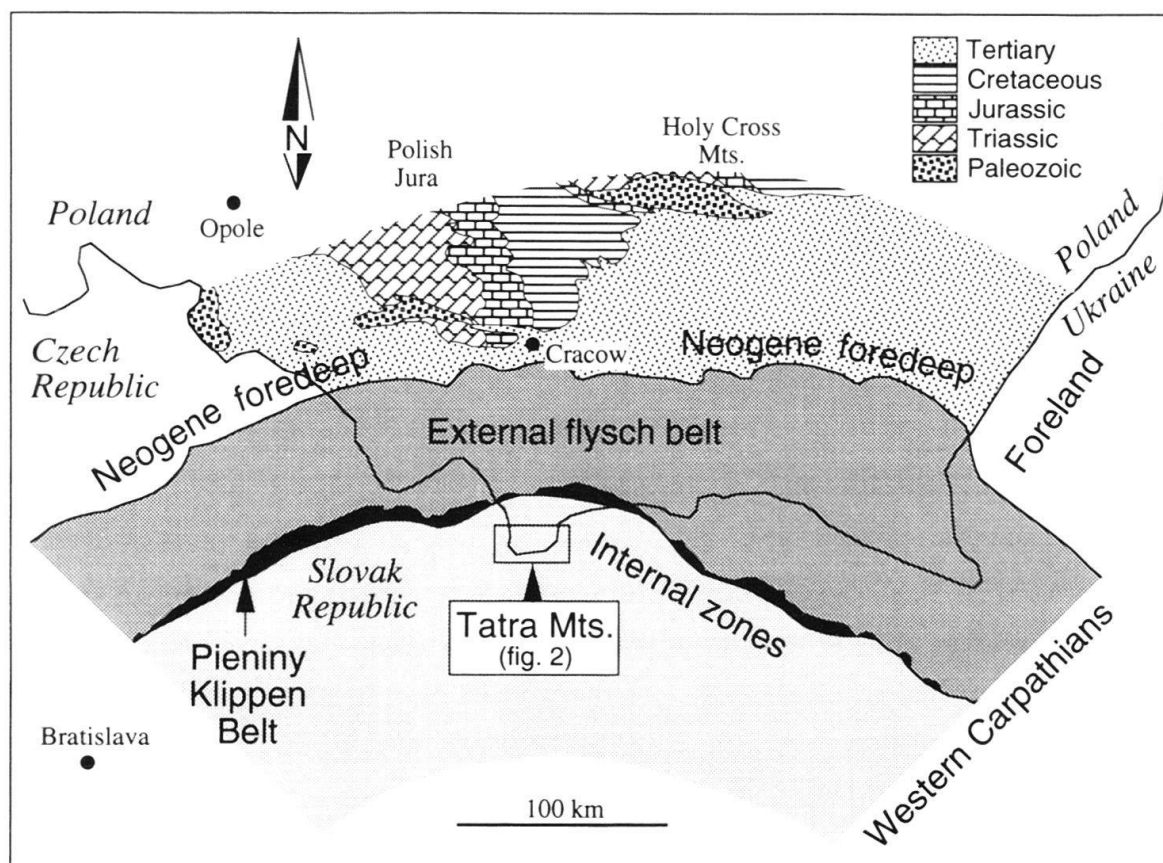 Tertiary
Cretaceous
Jurassic
Triassic
Paleozoic
N
Holy Cross
Mts.
Polish
Jura
Poland
Opole
Poland
Ukraine
Czech
Republic
Cracow
Neogene foredeep
Neogene foredeep
Foreland
External flysch belt
Slovak
Republic
Internal zones
Tatra Mts.
(fig. 2)
Pieniny
Klippen
Belt
Bratislava
Western Carpathians
100 km